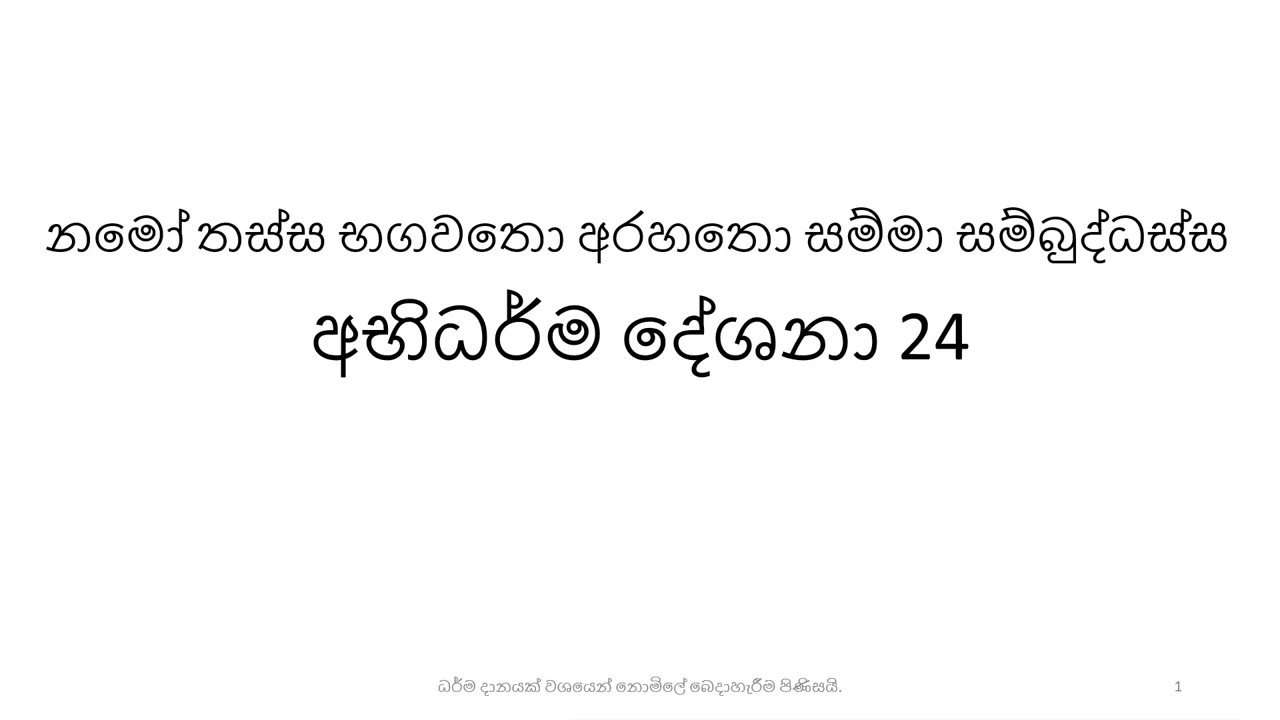 නමෝ තස්ස භගවතො අරහතො සම්මා සම්බුද්ධස්ස
අභිධර්ම දේශනා 24
ධර්ම දානයක් වශයෙන් නොමිලේ බෙදාහැරීම පිණිසයි.
1